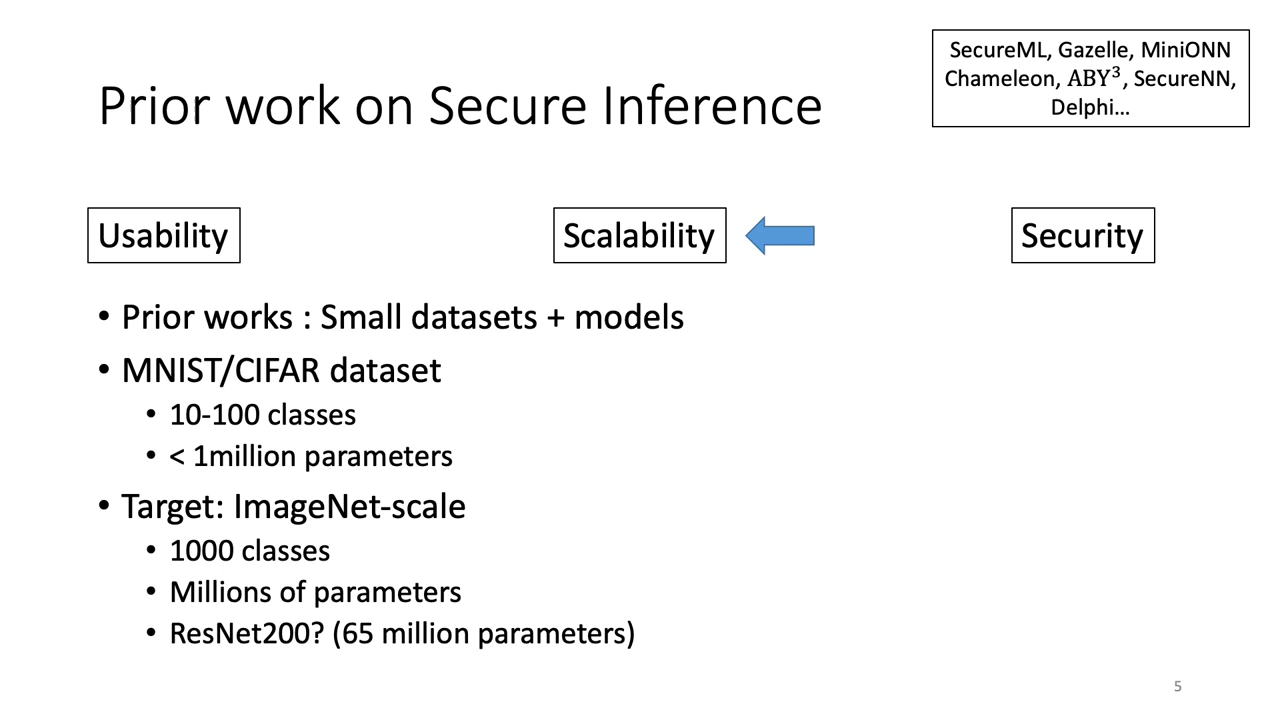 SecureML, Gazelle, MiniONN
Chameleon, ABY³, SecureNN,
Delphi...
Prior work on Secure Inference
Usability
Scalability
Security
• Prior works : Small datasets + models
• MNIST/CIFAR dataset
• 10-100 classes
• < 1million parameters
• Target: ImageNet-scale
• 1000 classes
• Millions of parameters
• ResNet200? (65 million parameters)
5